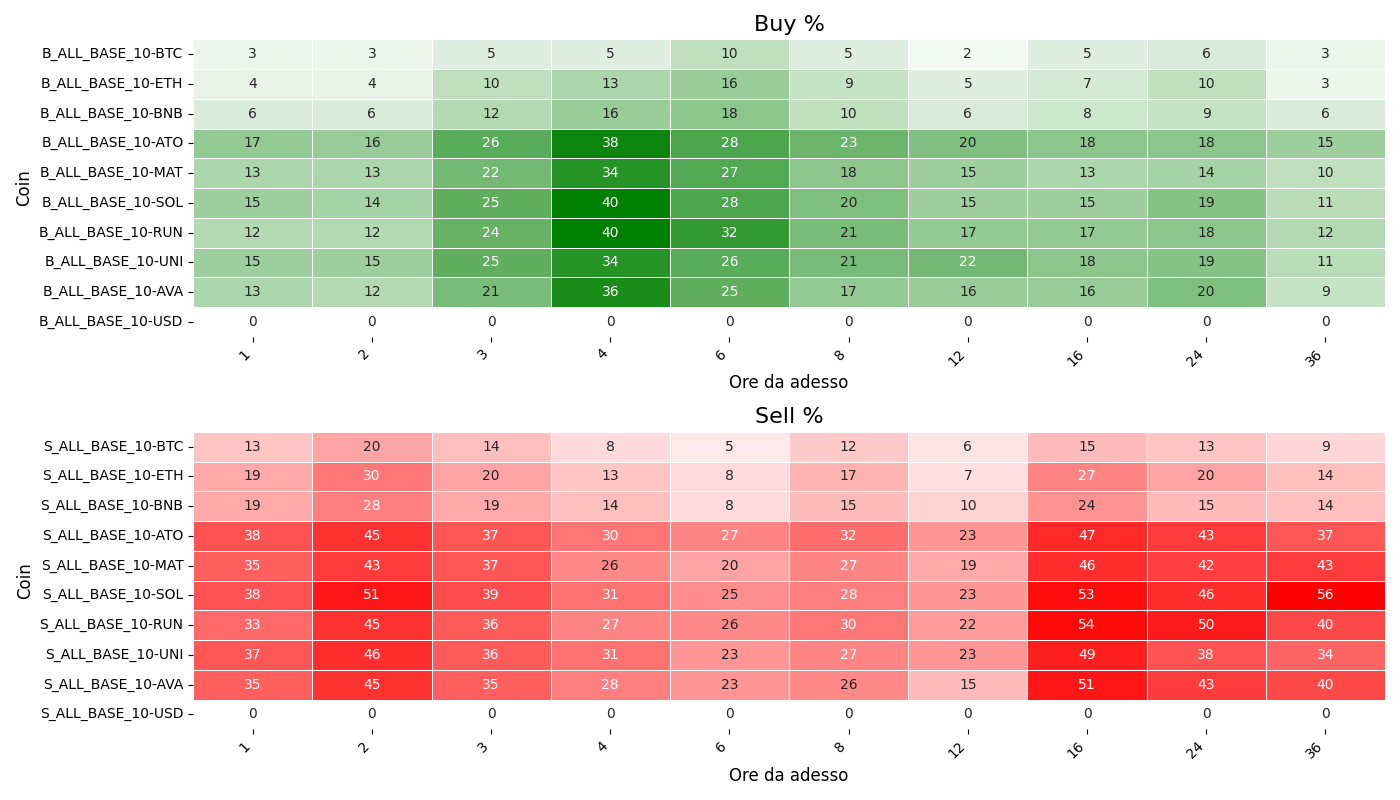 Buy %
Coin
B_ALL_BASE_10-BTC 3 3 5 5 10 5 2 5 6 3
B_ALL_BASE_10-ETH 4 4 10 13 16 9 5 7 10 3
B_ALL_BASE_10-BNB 6 6 12 16 18 10 6 8 9 6
B_ALL_BASE_10-ATO 17 16 26 38 28 23 20 18 18 15
B_ALL_BASE_10-MAT 13 13 22 34 27 18 15 13 14 10
B_ALL_BASE_10-SOL 15 14 25 40 28 20 15 15 19 11
B_ALL_BASE_10-RUN 12 12 24 40 32 21 17 17 18 12
B_ALL_BASE_10-UNI 15 15 25 34 26 21 22 18 19 11
B_ALL_BASE_10-AVA 13 12 21 36 25 17 16 16 20 9
B_ALL_BASE_10-USD 0 0 0 0 0 0 0 0 0 0
1 2 3 4 6 8 12 16 24 36
Ore da adesso
Sell %
Coin
S_ALL_BASE_10-BTC 13 20 14 8 5 12 6 15 13 9
S_ALL_BASE_10-ETH 19 30 20 13 8 17 7 27 20 14
S_ALL_BASE_10-BNB 19 28 19 14 8 15 10 24 15 14
S_ALL_BASE_10-ATO 38 45 37 30 27 32 23 47 43 37
S_ALL_BASE_10-MAT 35 43 37 26 20 27 19 46 42 43
S_ALL_BASE_10-SOL 38 51 39 31 25 28 23 53 46 56
S_ALL_BASE_10-RUN 33 45 36 27 26 30 22 54 50 40
S_ALL_BASE_10-UNI 37 46 36 31 23 27 23 49 38 34
S_ALL_BASE_10-AVA 35 45 35 28 23 26 15 51 43 40
S_ALL_BASE_10-USD 0 0 0 0 0 0 0 0 0 0
1 2 3 4 6 8 12 16 24 36
Ore da adesso